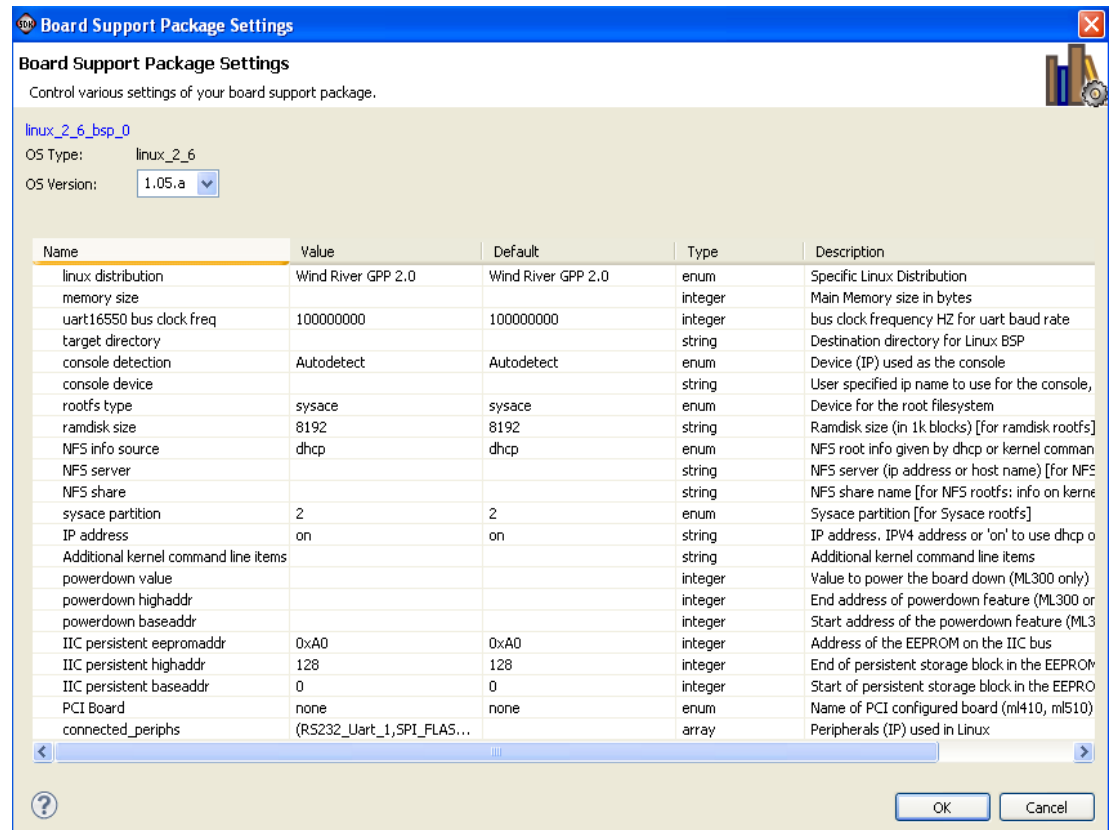 SDK Board Support Package Settings
Board Support Package Settings
Control various settings of your board support package.
linux_2_6_bsp_0
OS Type: linux_2_6
OS Version: 1.05.a
Name Value Default Type Description
linux distribution Wind River GPP 2.0 Wind River GPP 2.0 enum Specific Linux Distribution
memory size integer Main Memory size in bytes
uart16550 bus clock freq 100000000 100000000 integer bus clock frequency HZ for uart baud rate
target directory string Destination directory for Linux BSP
console detection Autodetect Autodetect enum Device (IP) used as the console
console device string User specified ip name to use for the console,
rootfs type sysace sysace enum Device for the root filesystem
ramdisk size 8192 8192 string Ramdisk size (in 1k blocks) [for ramdisk rootfs]
NFS info source dhcp dhcp enum NFS root info given by dhcp or kernel comman
NFS server string NFS server (ip address or host name) [for NFS
NFS share string NFS share name [for NFS rootfs: info on kerne
sysace partition 2 2 enum Sysace partition [for Sysace rootfs]
IP address on on string IP address. IPV4 address or 'on' to use dhcp o
Additional kernel command line items string Additional kernel command line items
powerdown value integer Value to power the board down (ML300 only)
powerdown highaddr integer End address of powerdown feature (ML300 or
powerdown baseaddr integer Start address of the powerdown feature (ML3
IIC persistent eepromaddr 0xA0 0xA0 integer Address of the EEPROM on the IIC bus
IIC persistent highaddr 128 128 integer End of persistent storage block in the EEPROM
IIC persistent baseaddr 0 0 integer Start of persistent storage block in the EEPRO
PCI Board none none enum Name of PCI configured board (ml410, ml510)
connected_periphs (RS232_Uart_1,SPI_FLAS... array Peripherals (IP) used in Linux
? OK Cancel